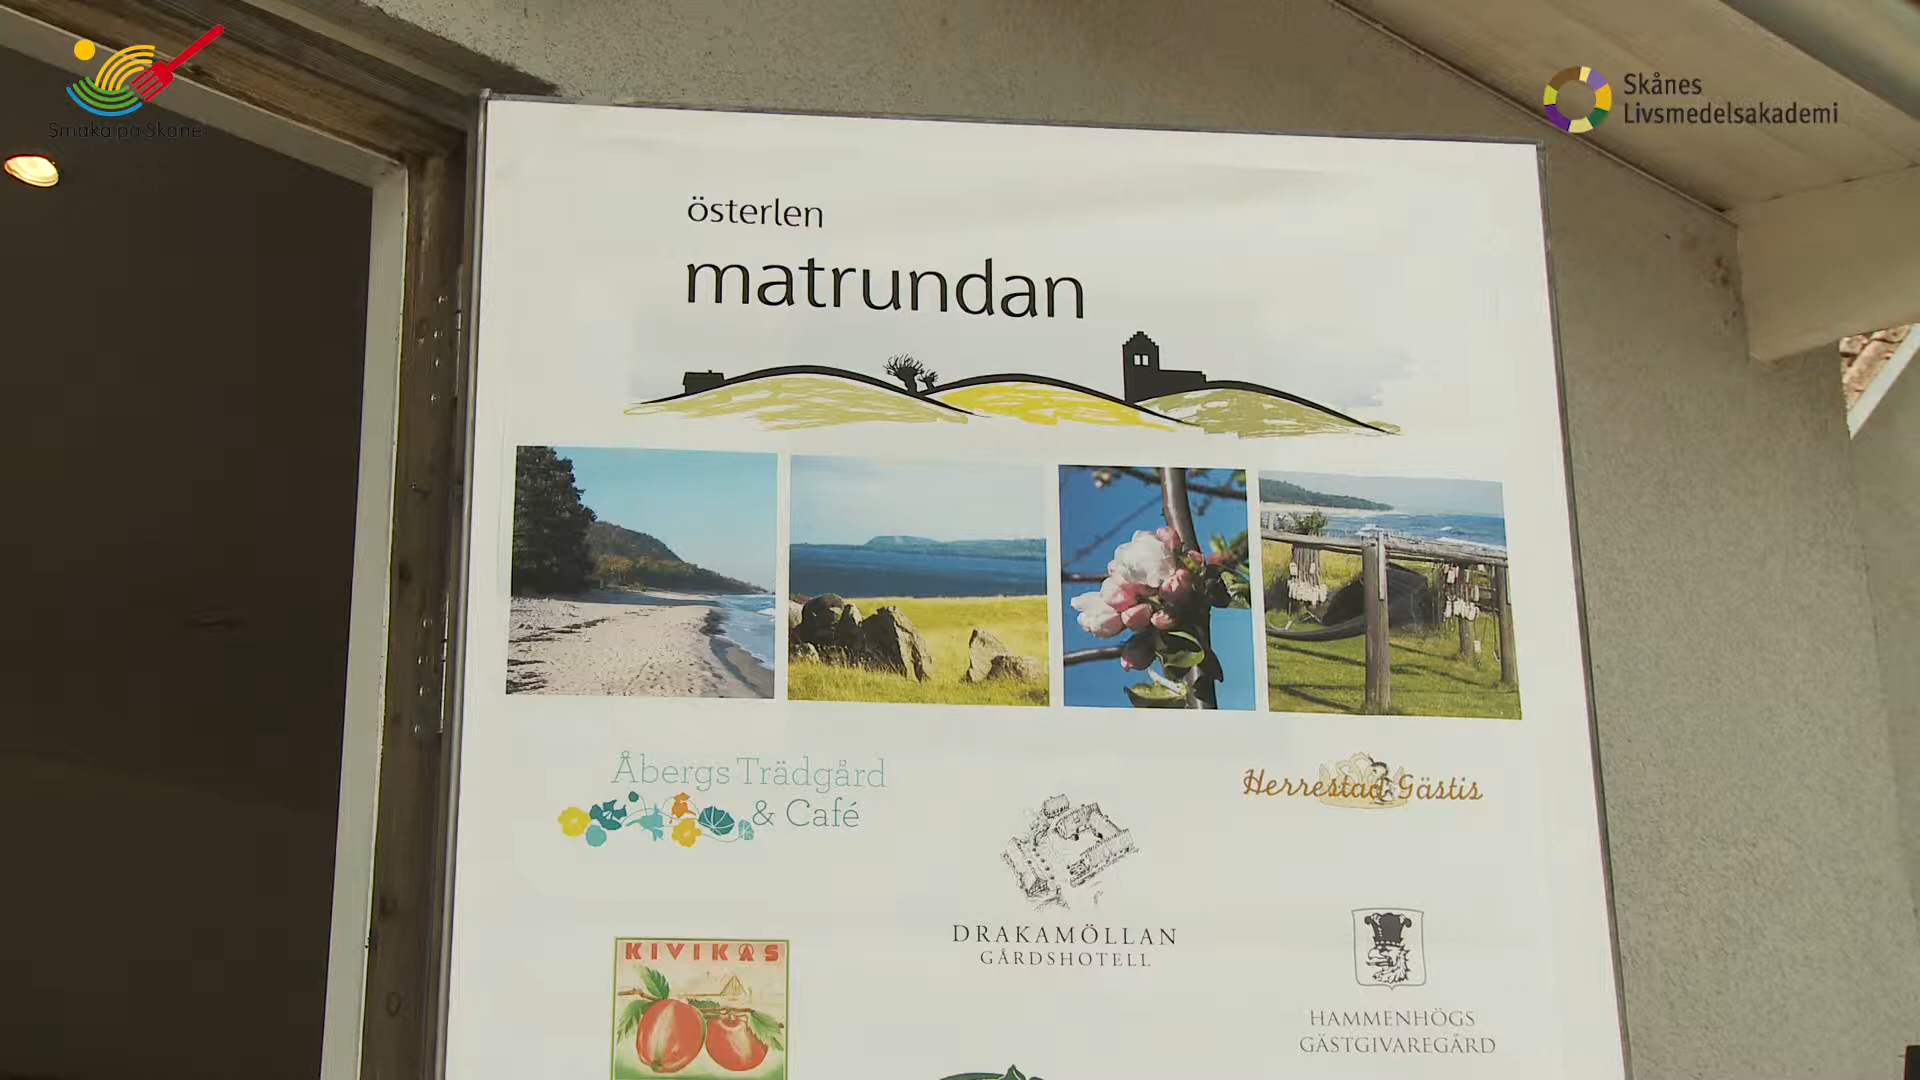 Smaka på Skåne
Skånes
Livsmedelsakademi
österlen
matrundan
Åbergs Trädgård
& Café
Herrestad Gästis
DRAKAMÖLLAN
GÅRDSHOTELL
KIVIKS
HAMMENHÖGS
GÄSTGIVAREGÅRD